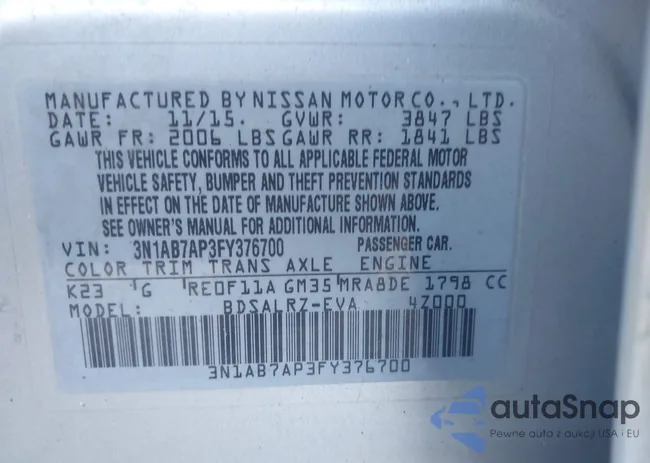 MANUFACTURED BY NISSAN MOTOR CO., LTD.
DATE: 11/15. GVWR: 3847 LBS
GAWR FR: 2006 LBS GAWR RR: 1841 LBS
THIS VEHICLE CONFORMS TO ALL APPLICABLE FEDERAL MOTOR
VEHICLE SAFETY, BUMPER AND THEFT PREVENTION STANDARDS
IN EFFECT ON THE DATE OF MANUFACTURE SHOWN ABOVE.
SEE OWNER'S MANUAL FOR ADDITIONAL INFORMATION.
VIN: 3N1AB7AP3FY376700 PASSENGER CAR.
COLOR TRIM TRANS AXLE ENGINE
K23 G RE0F11A GM35 MRA8DE 1798 CC
MODEL: BDSALRZ-EVA 4Z000
3N1AB7AP3FY376700
autaSnap
Pewne auta z aukcji USA i EU